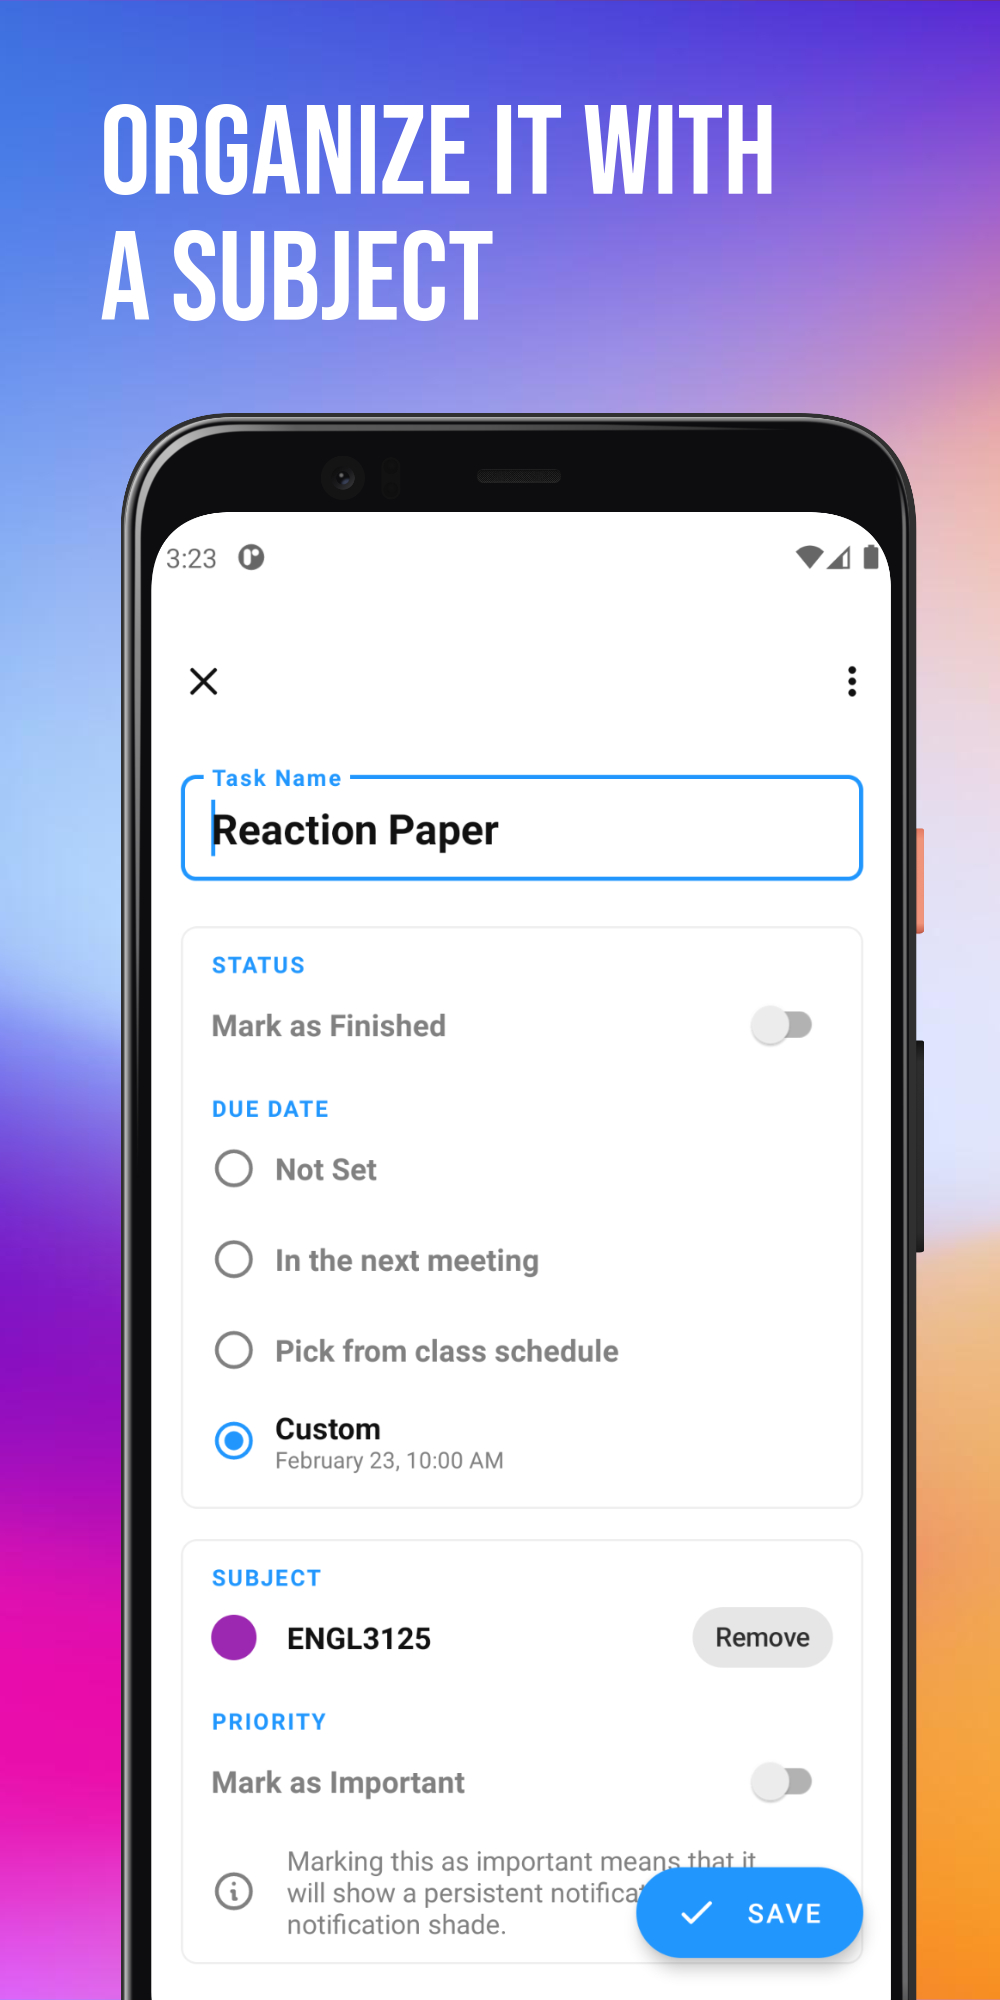 ORGANIZE IT WITH
A SUBJECT
3:23
Task Name
Reaction Paper
STATUS
Mark as Finished
DUE DATE
Not Set
In the next meeting
Pick from class schedule
Custom
February 23, 10:00 AM
SUBJECT
ENGL3125
Remove
PRIORITY
Mark as Important
Marking this as important means that it
will show a persistent
notification shade.
SAVE